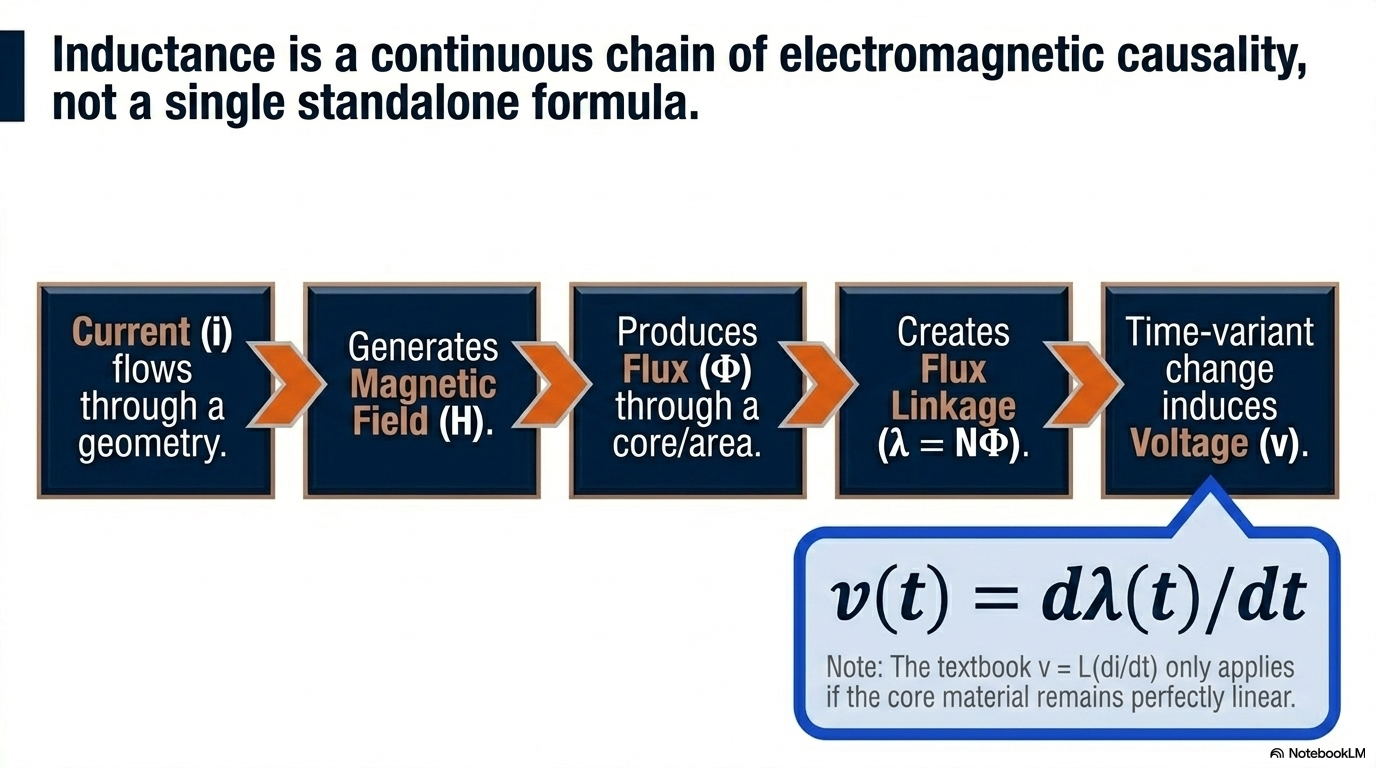 Inductance is a continuous chain of electromagnetic causality,
not a single standalone formula.
Current (i)
flows
through a
geometry.
Generates
Magnetic
Field (H).
Produces
Flux (Φ)
through a
core/area.
Creates
Flux
Linkage
(λ = NΦ).
Time-variant
change
induces
Voltage (v).
v(t) = dλ(t)/dt
Note: The textbook v = L(di/dt) only applies
if the core material remains perfectly linear.
NotebookLM